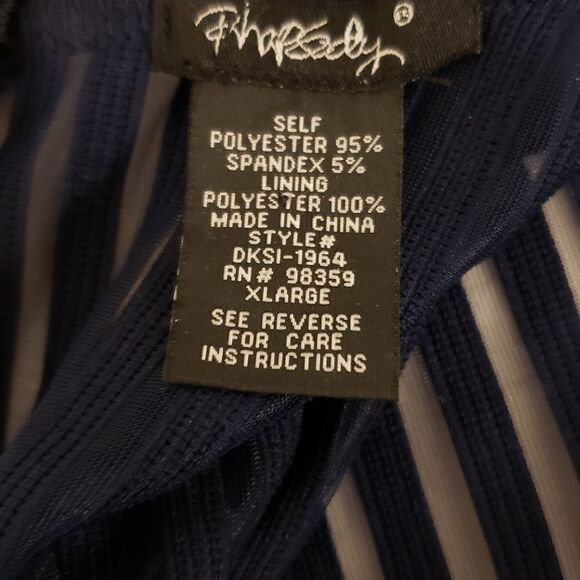 Rhapsody ®
SELF
POLYESTER 95%
SPANDEX 5%
LINING
POLYESTER 100%
MADE IN CHINA
STYLE#
DKSI-1964
RN# 98359
XLARGE
SEE REVERSE
FOR CARE
INSTRUCTIONS